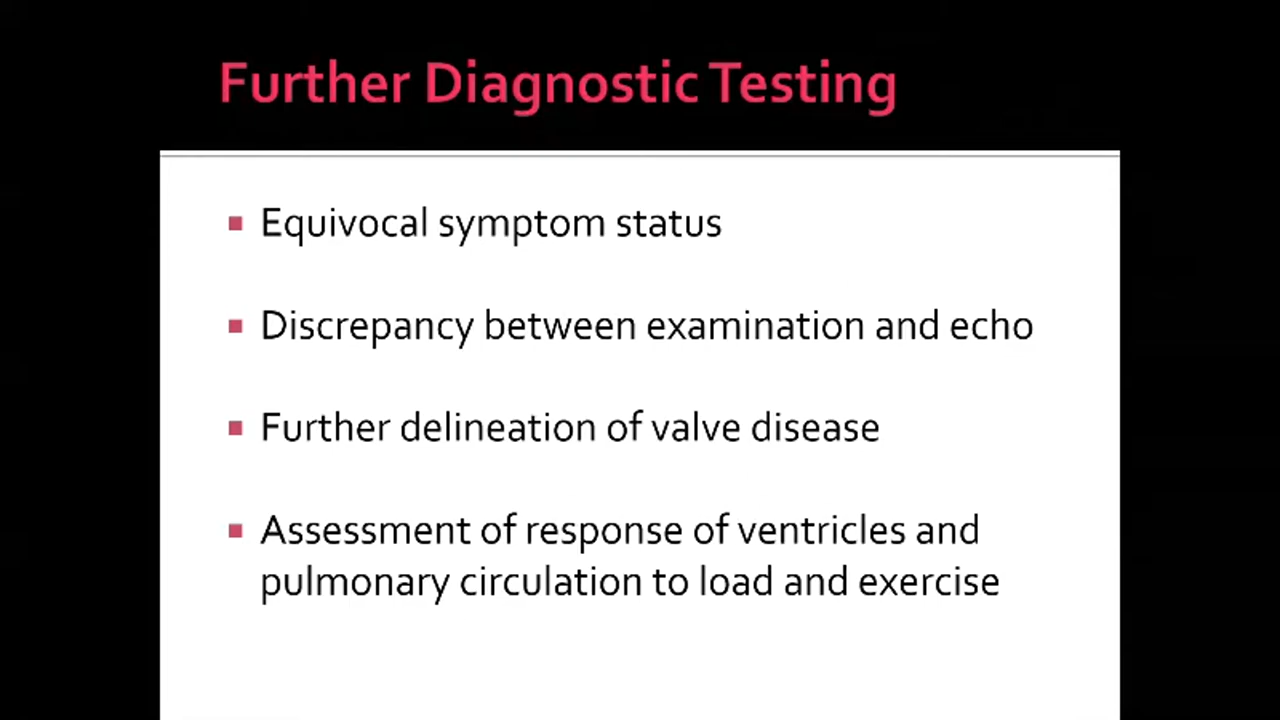 Further Diagnostic Testing
Equivocal symptom status
Discrepancy between examination and echo
Further delineation of valve disease
Assessment of response of ventricles and
pulmonary circulation to load and exercise